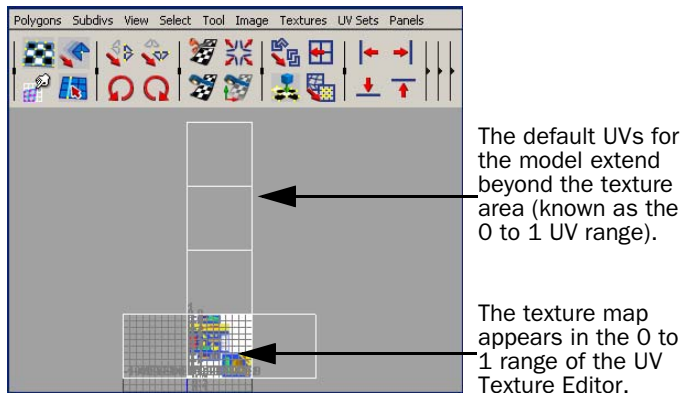 Polygons Subdivs View Select Tool Image Textures UV Sets Panels
The default UVs for
the model extend
beyond the texture
area (known as the
0 to 1 UV range).
The texture map
appears in the 0 to
1 range of the UV
Texture Editor.